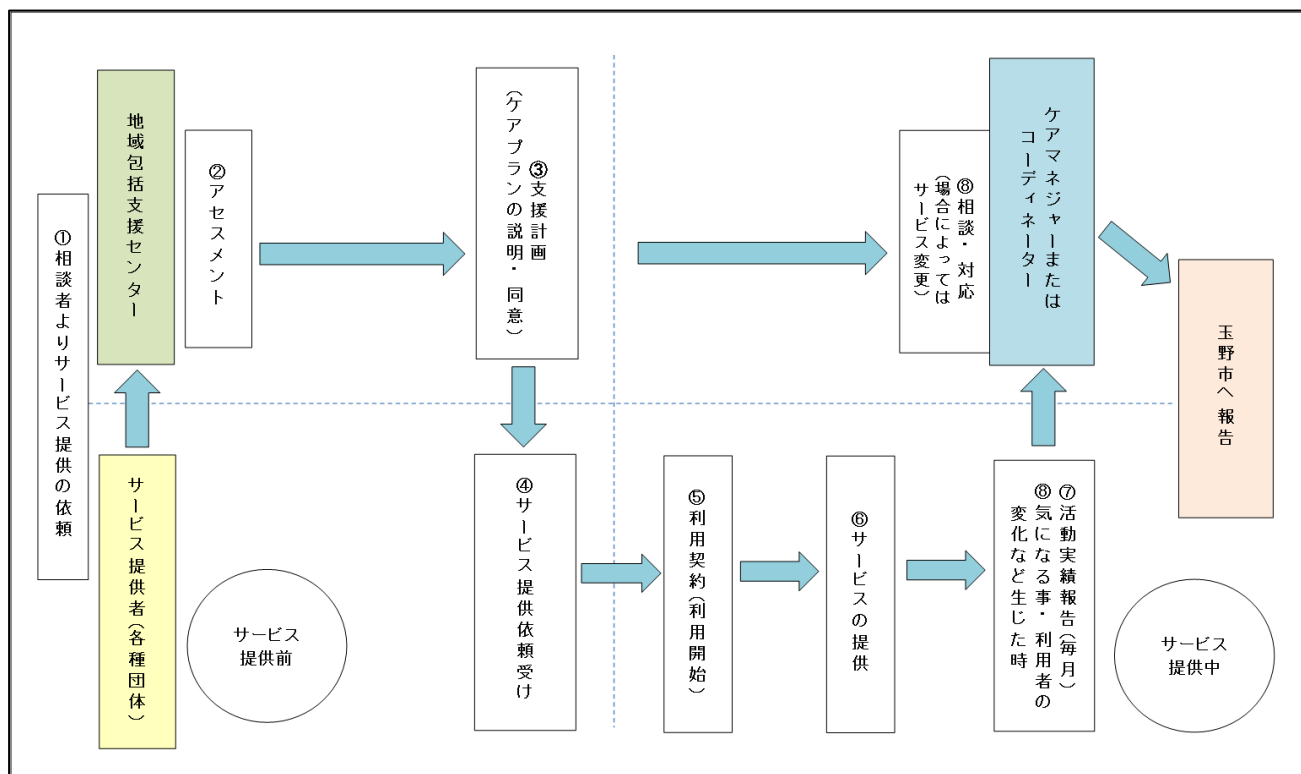 ①相談者よりサービス提供の依頼
地域包括支援センター
②アセスメント
③支援計画
(ケアプランの説明・同意)
⑧相談・対応
(場合によっては
サービス変更)
ケアマネジャーまたは
コーディネーター
玉野市へ報告
サービス提供者(各種団体)
サービス
提供前
④サービス提供依頼受け
⑤利用契約(利用開始)
⑥サービスの提供
⑦活動実績報告(毎月)
⑧気になる事・利用者の
変化など生じた時
サービス
提供中